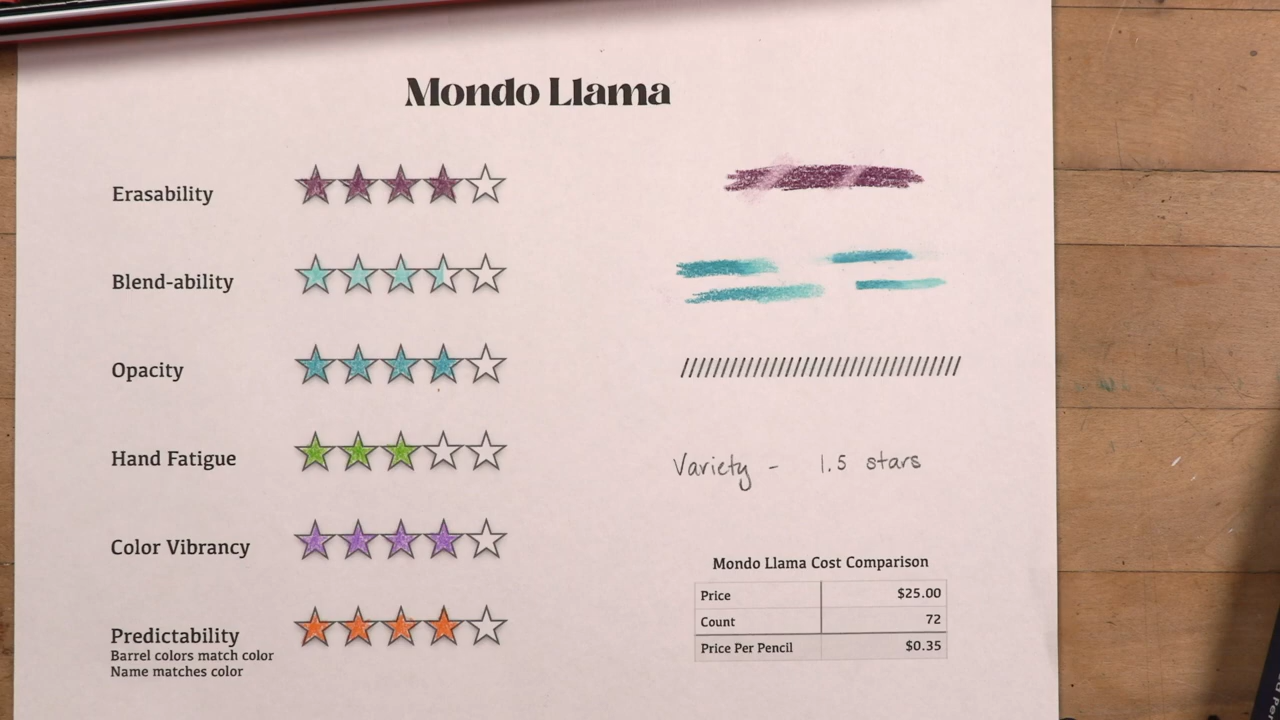 Mondo Llama
Erasability
Blend-ability
Opacity
Hand Fatigue
Variety - 1.5 stars
Color Vibrancy
Mondo Llama Cost Comparison
Price $25.00
Count 72
Price Per Pencil $0.35
Predictability
Barrel colors match color
Name matches color